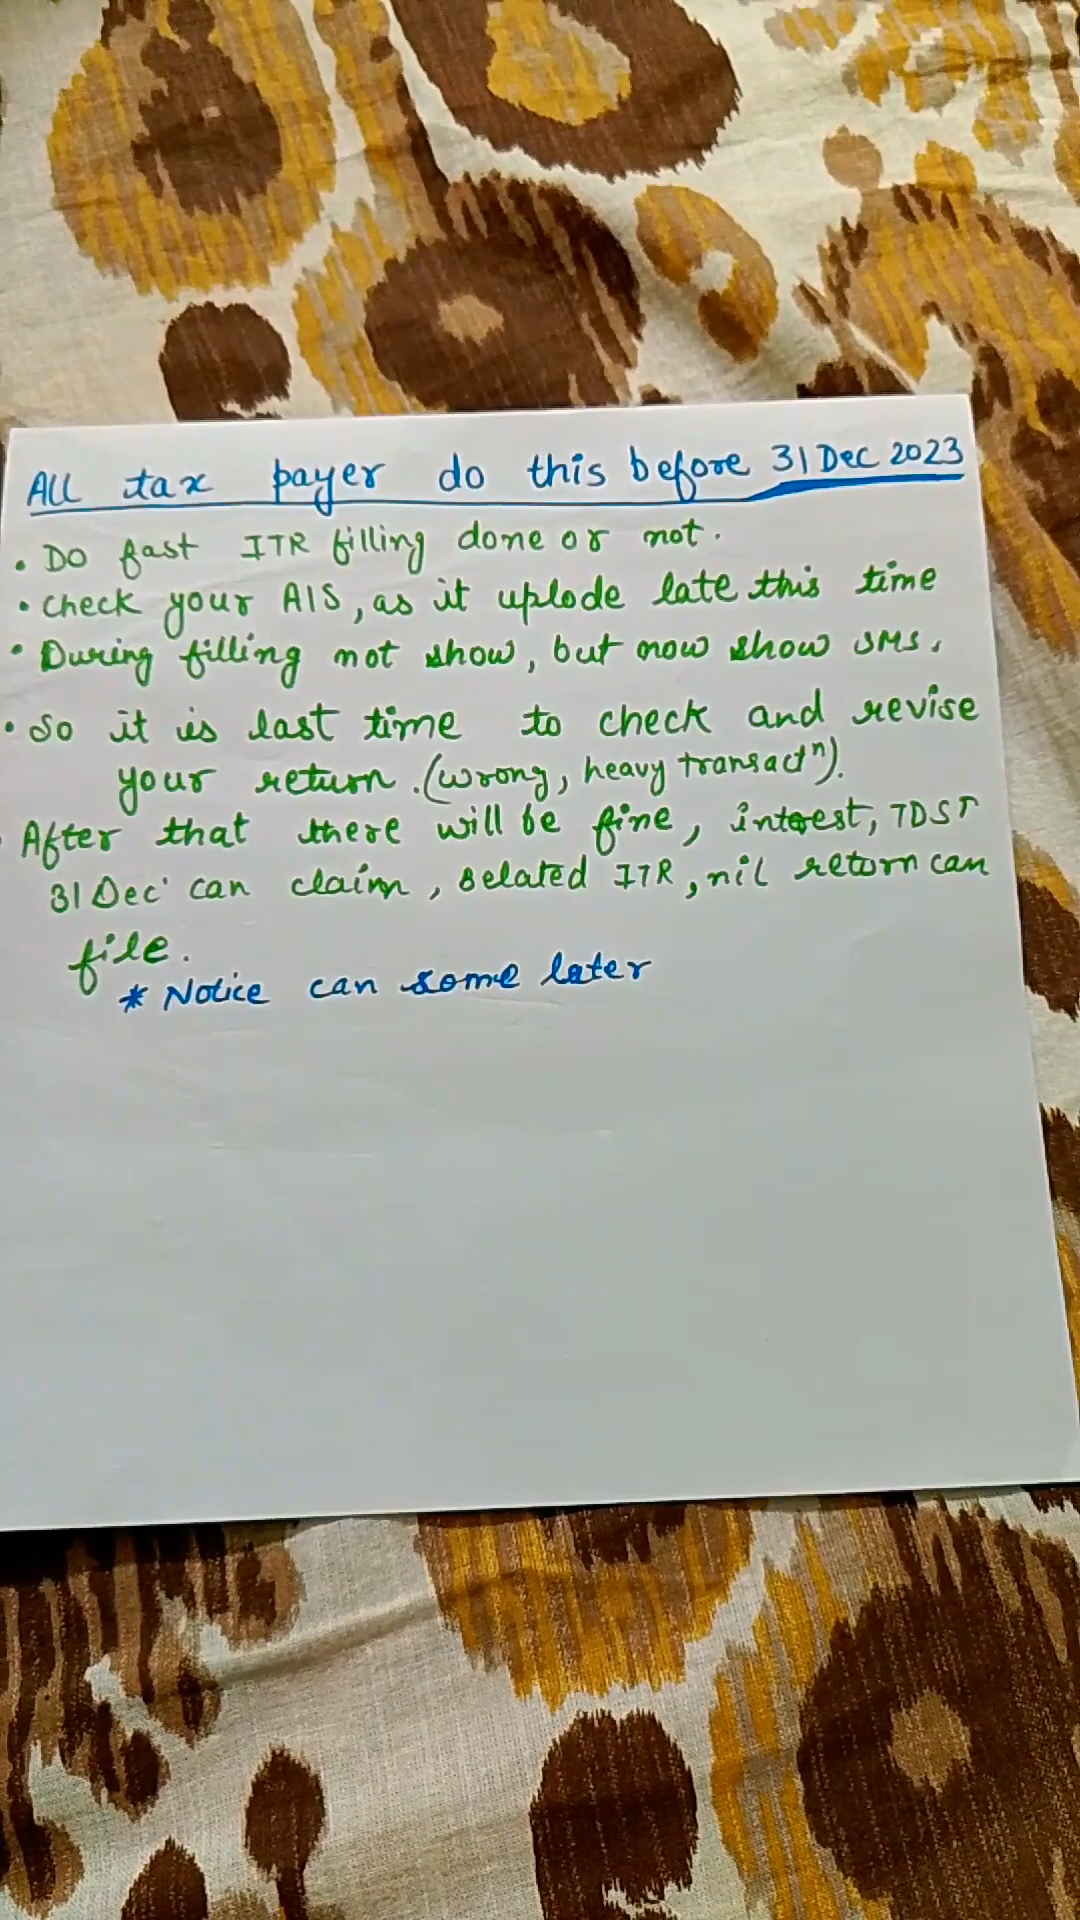 All tax payer do this before 31 Dec 2023
• Do fast ITR filling done or not.
• Check your AIS, as it uplode late this time
• During filling not show, but now show SMS.
• So it is last time to check and revise
your return. (wrong, heavy transactⁿ).
• After that there will be fine, interest, TDS↑
31 Dec' can claim, belated ITR, nil return can
file.
* Notice can some later